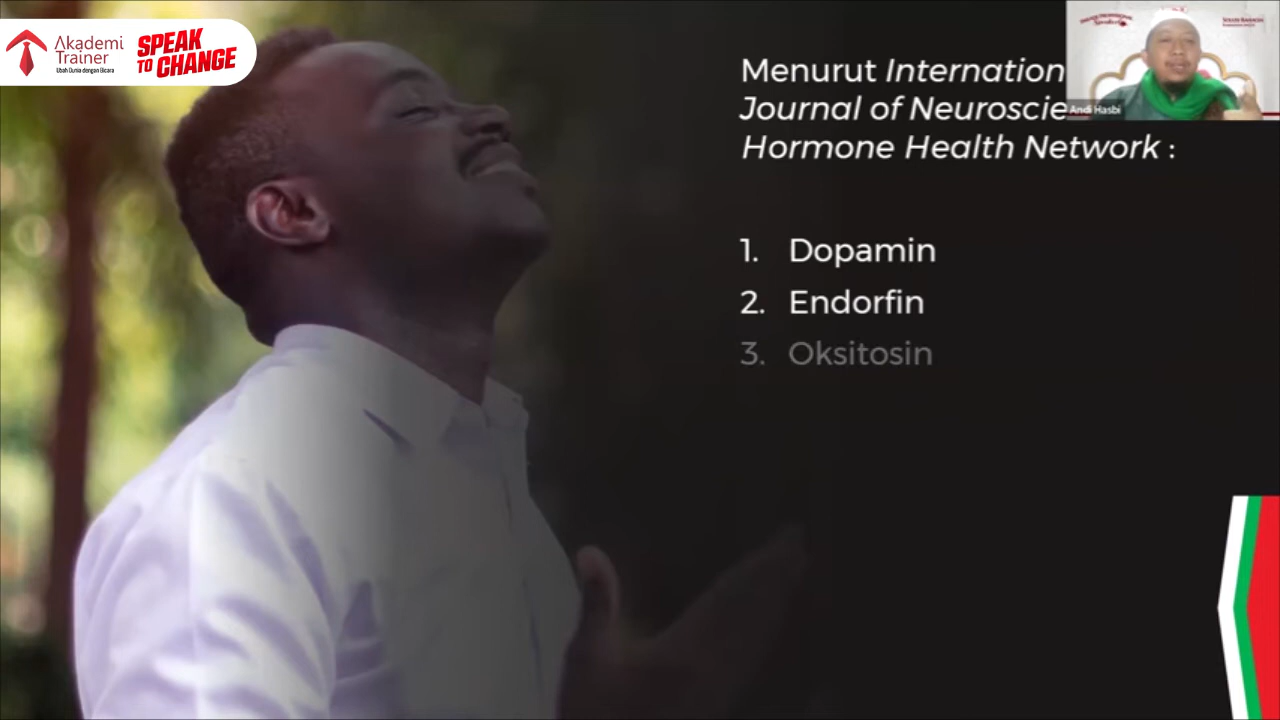 Akademi
Trainer
Ubah Dunia dengan Bicara
SPEAK
TO CHANGE
Menurut Internation
Journal of Neuroscie
Hormone Health Network :
1. Dopamin
2. Endorfin
3. Oksitosin
Andi Hasbi